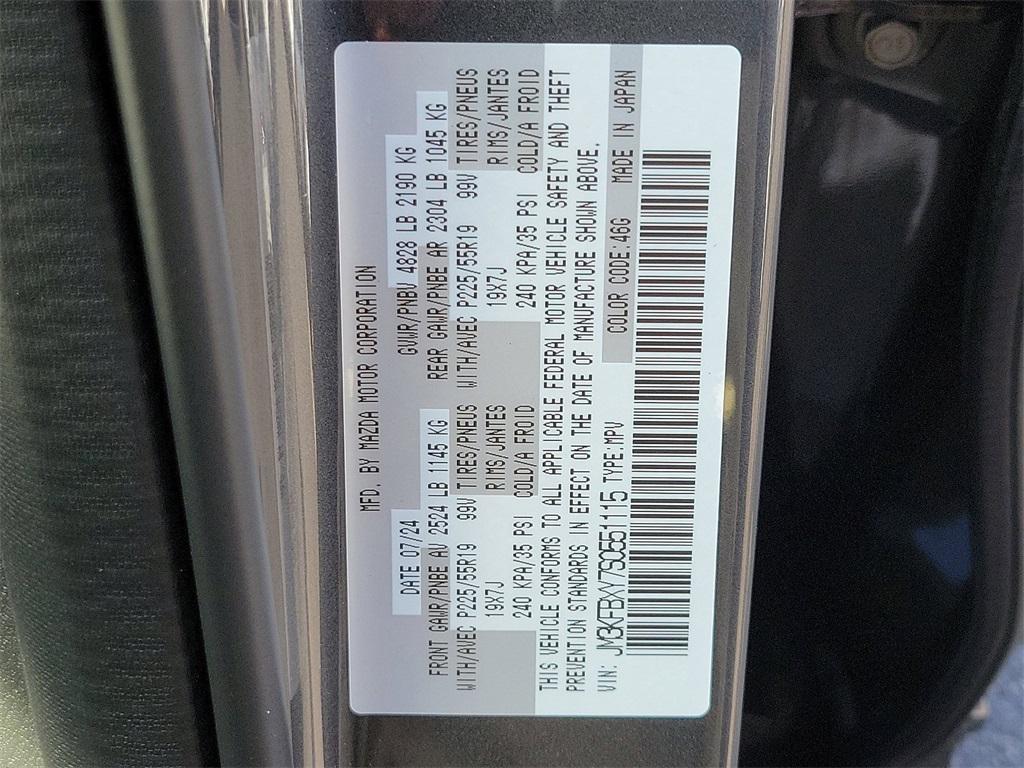 MFD. BY MAZDA MOTOR CORPORATION
DATE 07/24 GVWR/PNBV 4828 LB 2190 KG
FRONT GAWR/PNBE AV 2524 LB 1145 KG REAR GAWR/PNBE AR 2304 LB 1045 KG
WITH/AVEC P225/55R19 99V TIRES/PNEUS WITH/AVEC P225/55R19 99V TIRES/PNEUS
19X7J RIMS/JANTES 19X7J RIMS/JANTES
240 KPA/35 PSI COLD/A FROID 240 KPA/35 PSI COLD/A FROID
THIS VEHICLE CONFORMS TO ALL APPLICABLE FEDERAL MOTOR VEHICLE SAFETY AND THEFT
PREVENTION STANDARDS IN EFFECT ON THE DATE OF MANUFACTURE SHOWN ABOVE.
VIN: JM3KFBXY7S0551115 TYPE:MPV COLOR CODE:46G MADE IN JAPAN